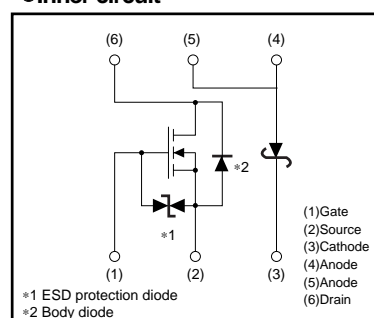 ●Inner circuit
(6) (5) (4)
∗2
∗1
(1) (2) (3)
(1)Gate
(2)Source
(3)Cathode
(4)Anode
(5)Anode
(6)Drain
∗1 ESD protection diode
∗2 Body diode